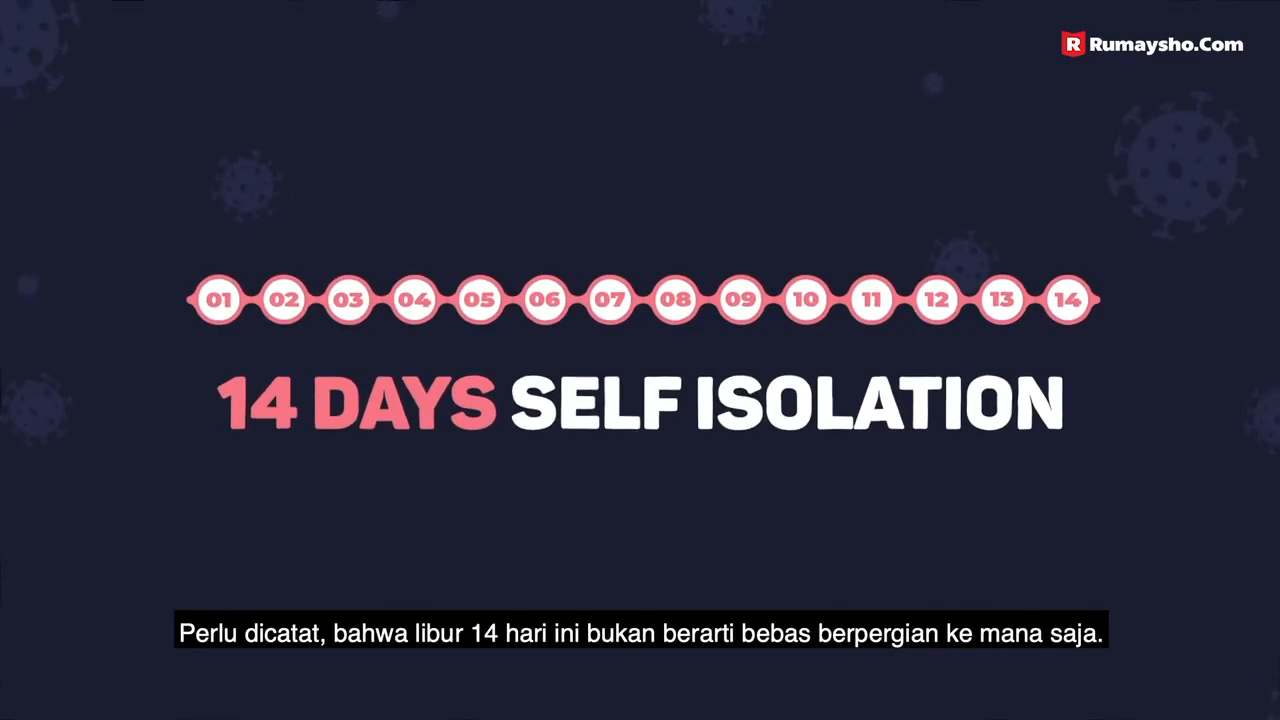 R Rumaysho.Com
01 02 03 04 05 06 07 08 09 10 11 12 13 14
14 DAYS SELF ISOLATION
Perlu dicatat, bahwa libur 14 hari ini bukan berarti bebas berpergian ke mana saja.